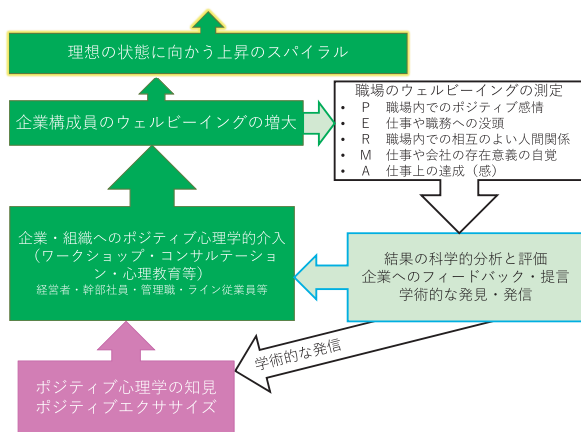 理想の状態に向かう上昇のスパイラル
企業構成員のウェルビーイングの増大
職場のウェルビーイングの測定
• P 職場内でのポジティブ感情
• E 仕事や職務への没頭
• R 職場内での相互のよい人間関係
• M 仕事や会社の存在意義の自覚
• A 仕事上の達成（感）
企業・組織へのポジティブ心理学的介入
（ワークショップ・コンサルテーショ
ン・心理教育等）
経営者・幹部社員・管理職・ライン従業員等
結果の科学的分析と評価
企業へのフィードバック・提言
学術的な発見・発信
学術的な発信
ポジティブ心理学の知見
ポジティブエクササイズ